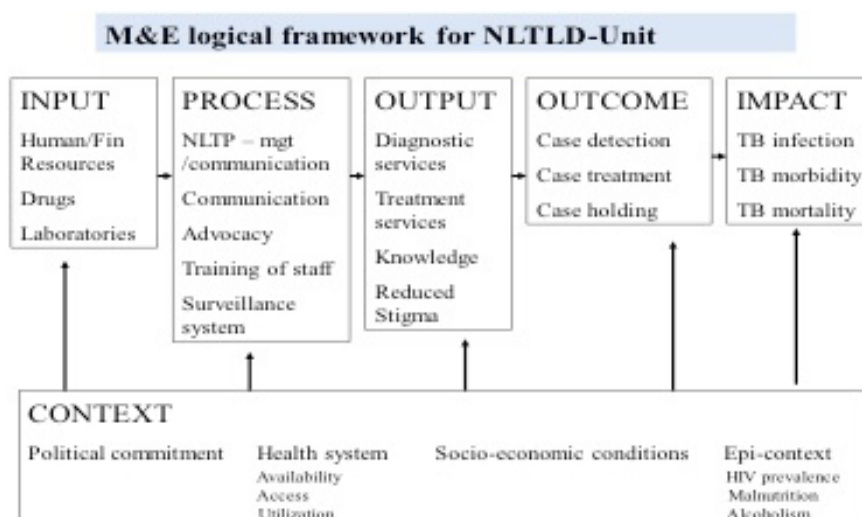 M&E logical framework for NLTLD-Unit
INPUT
Human/Fin
Resources
Drugs
Laboratories
PROCESS
NLTP – mgt
/communication
Communication
Advocacy
Training of staff
Surveillance
system
OUTPUT
Diagnostic
services
Treatment
services
Knowledge
Reduced
Stigma
OUTCOME
Case detection
Case treatment
Case holding
IMPACT
TB infection
TB morbidity
TB mortality
CONTEXT
Political commitment
Health system
Availability
Access
Utilization
Socio-economic conditions
Epi-context
HIV prevalence
Malnutrition
Alcoholism